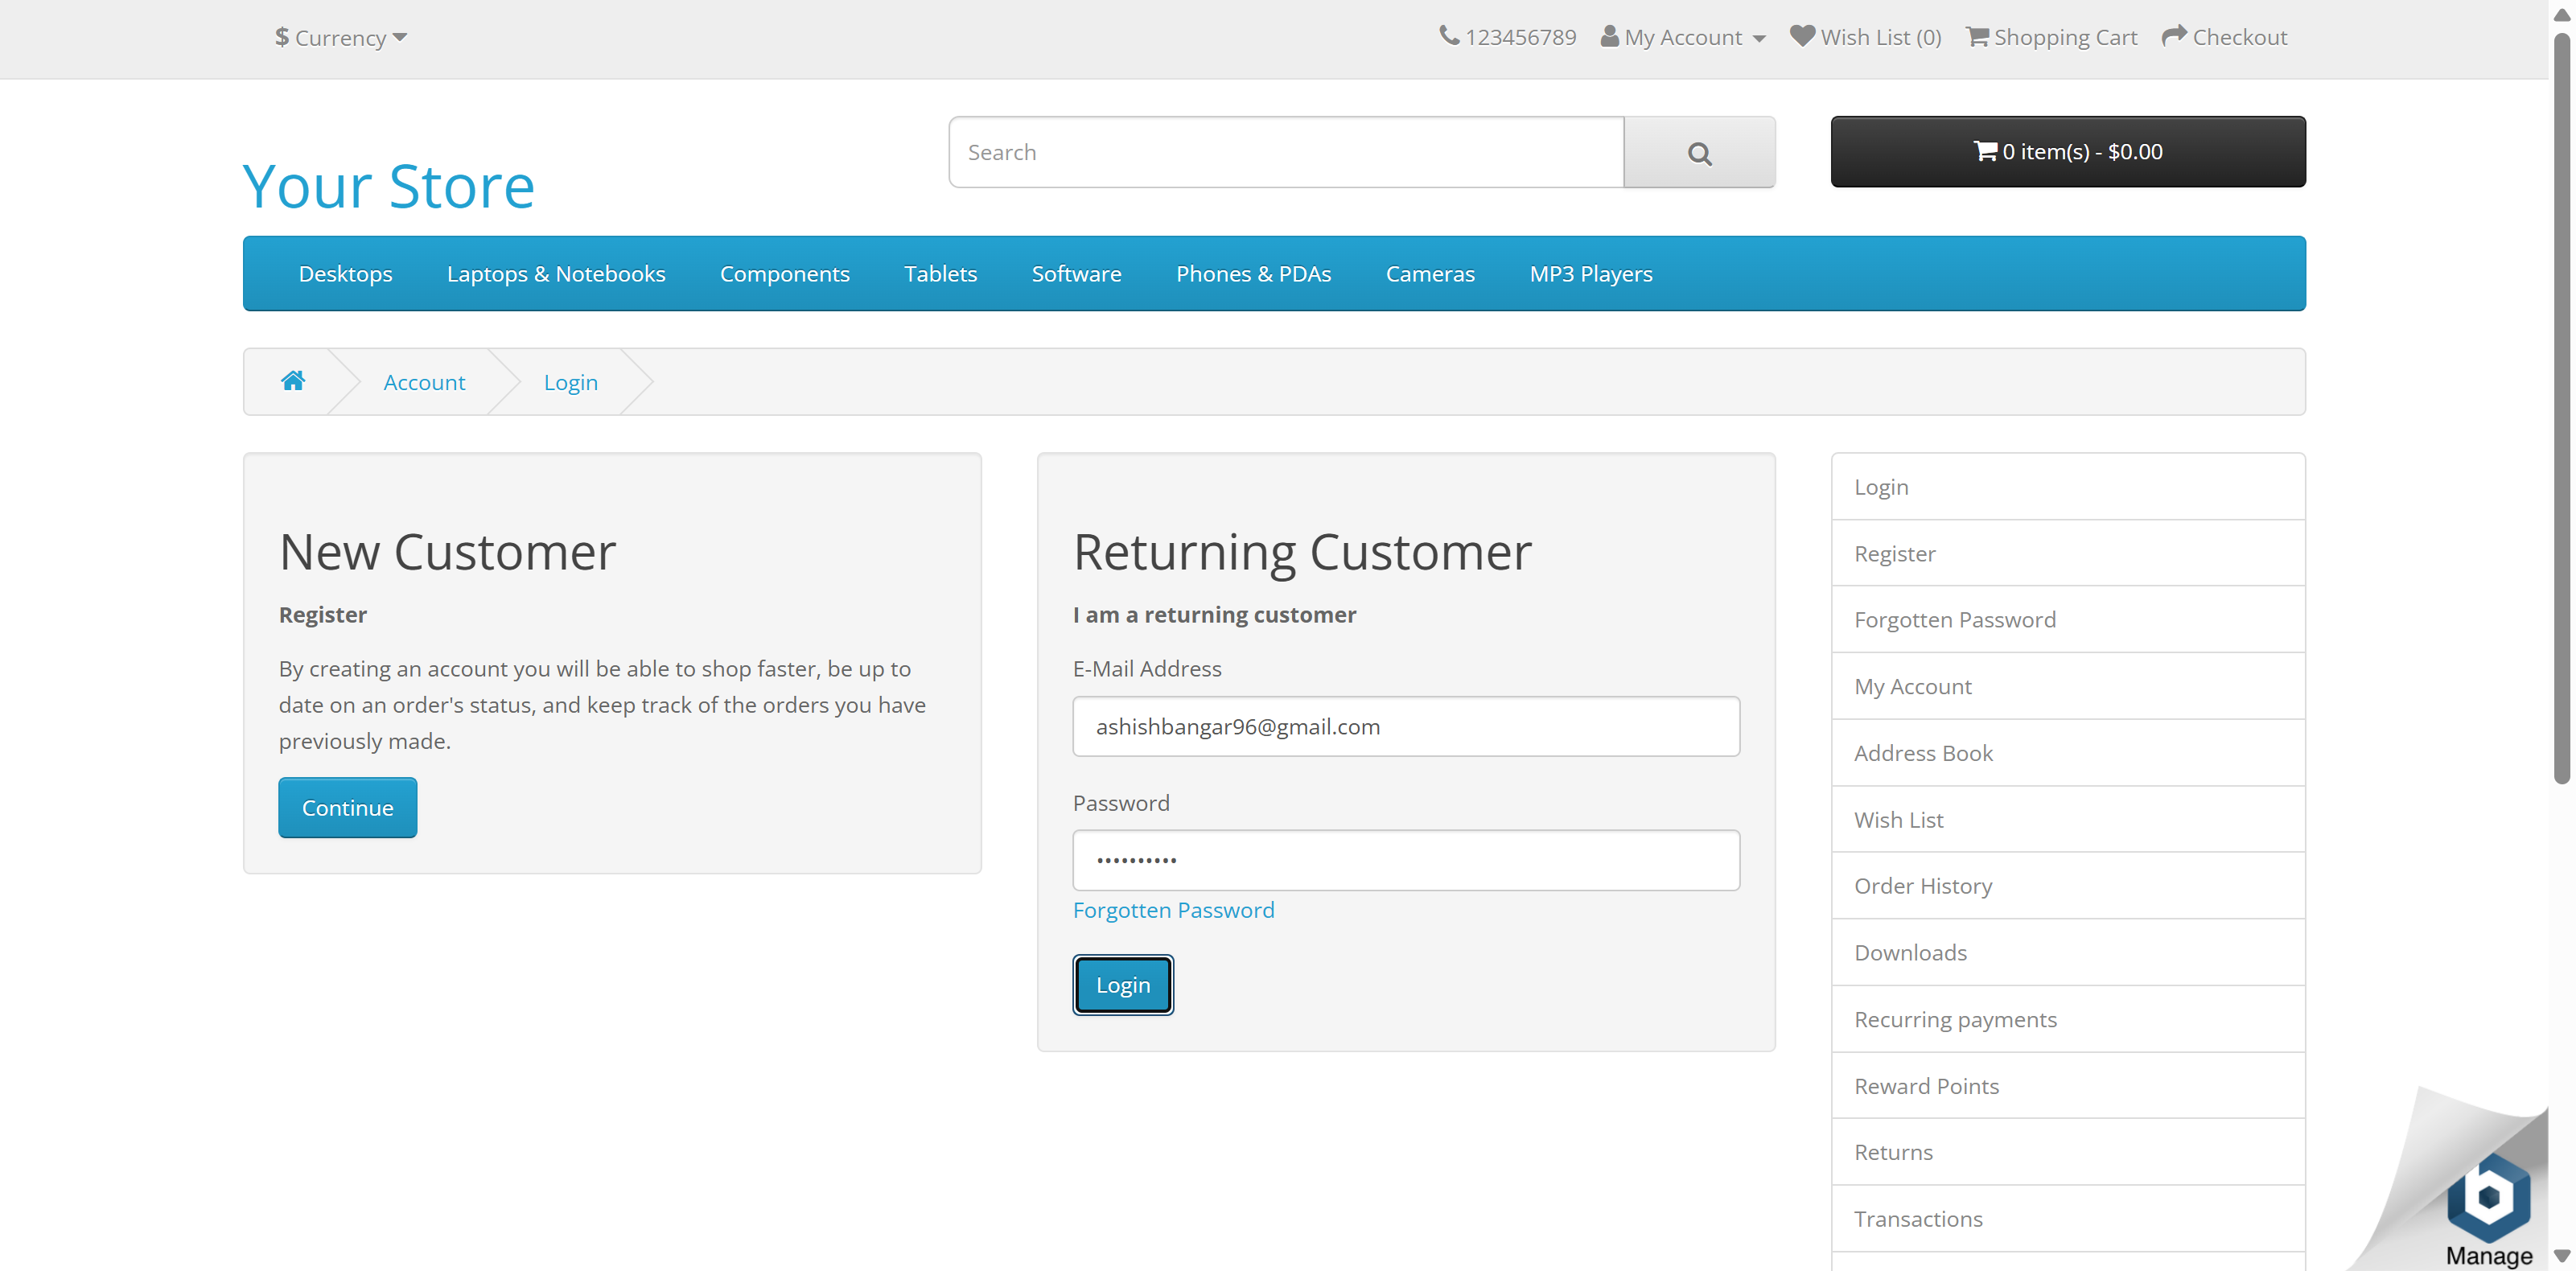 $ Currency
123456789 My Account Wish List (0) Shopping Cart Checkout
Your Store
Search
0 item(s) - $0.00
Desktops Laptops & Notebooks Components Tablets Software Phones & PDAs Cameras MP3 Players
Account Login
New Customer
Register
By creating an account you will be able to shop faster, be up to
date on an order's status, and keep track of the orders you have
previously made.
Continue
Returning Customer
I am a returning customer
E-Mail Address
ashishbangar96@gmail.com
Password
••••••••••
Forgotten Password
Login
Login
Register
Forgotten Password
My Account
Address Book
Wish List
Order History
Downloads
Recurring payments
Reward Points
Returns
Transactions
b
Manage